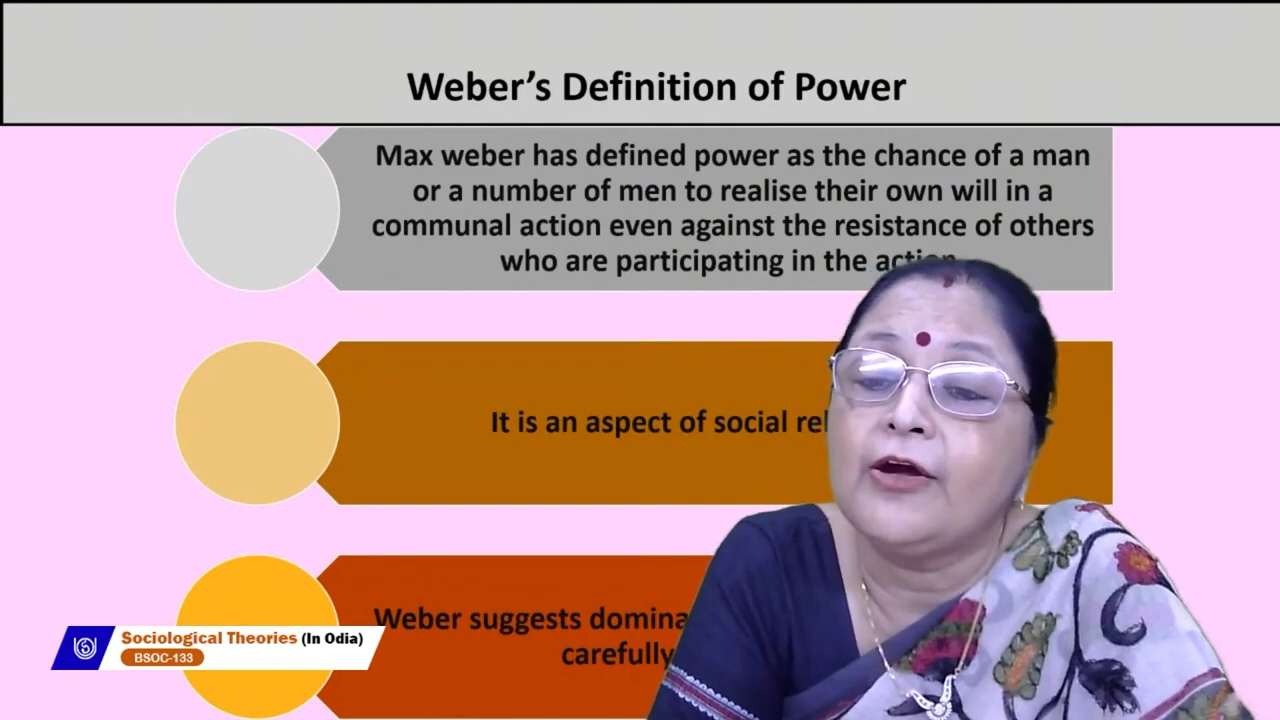 Weber's Definition of Power
Max weber has defined power as the chance of a man
or a number of men to realise their own will in a
communal action even against the resistance of others
who are participating in the action
It is an aspect of social
Weber suggests
carefully
Sociological Theories (In Odia)
BSOC-133